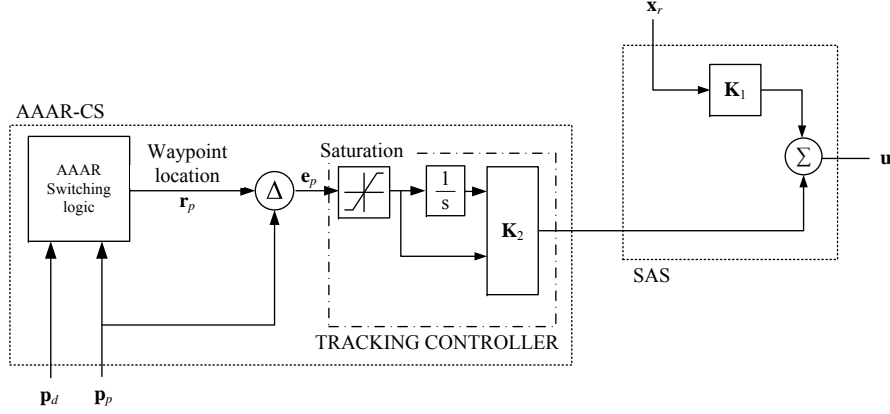 x_r
AAAR-CS
K_1
AAAR
Switching
logic
Waypoint
location
r_p
Δ
e_p
Saturation
1
s
K_2
Σ
u
SAS
TRACKING CONTROLLER
p_d
p_p